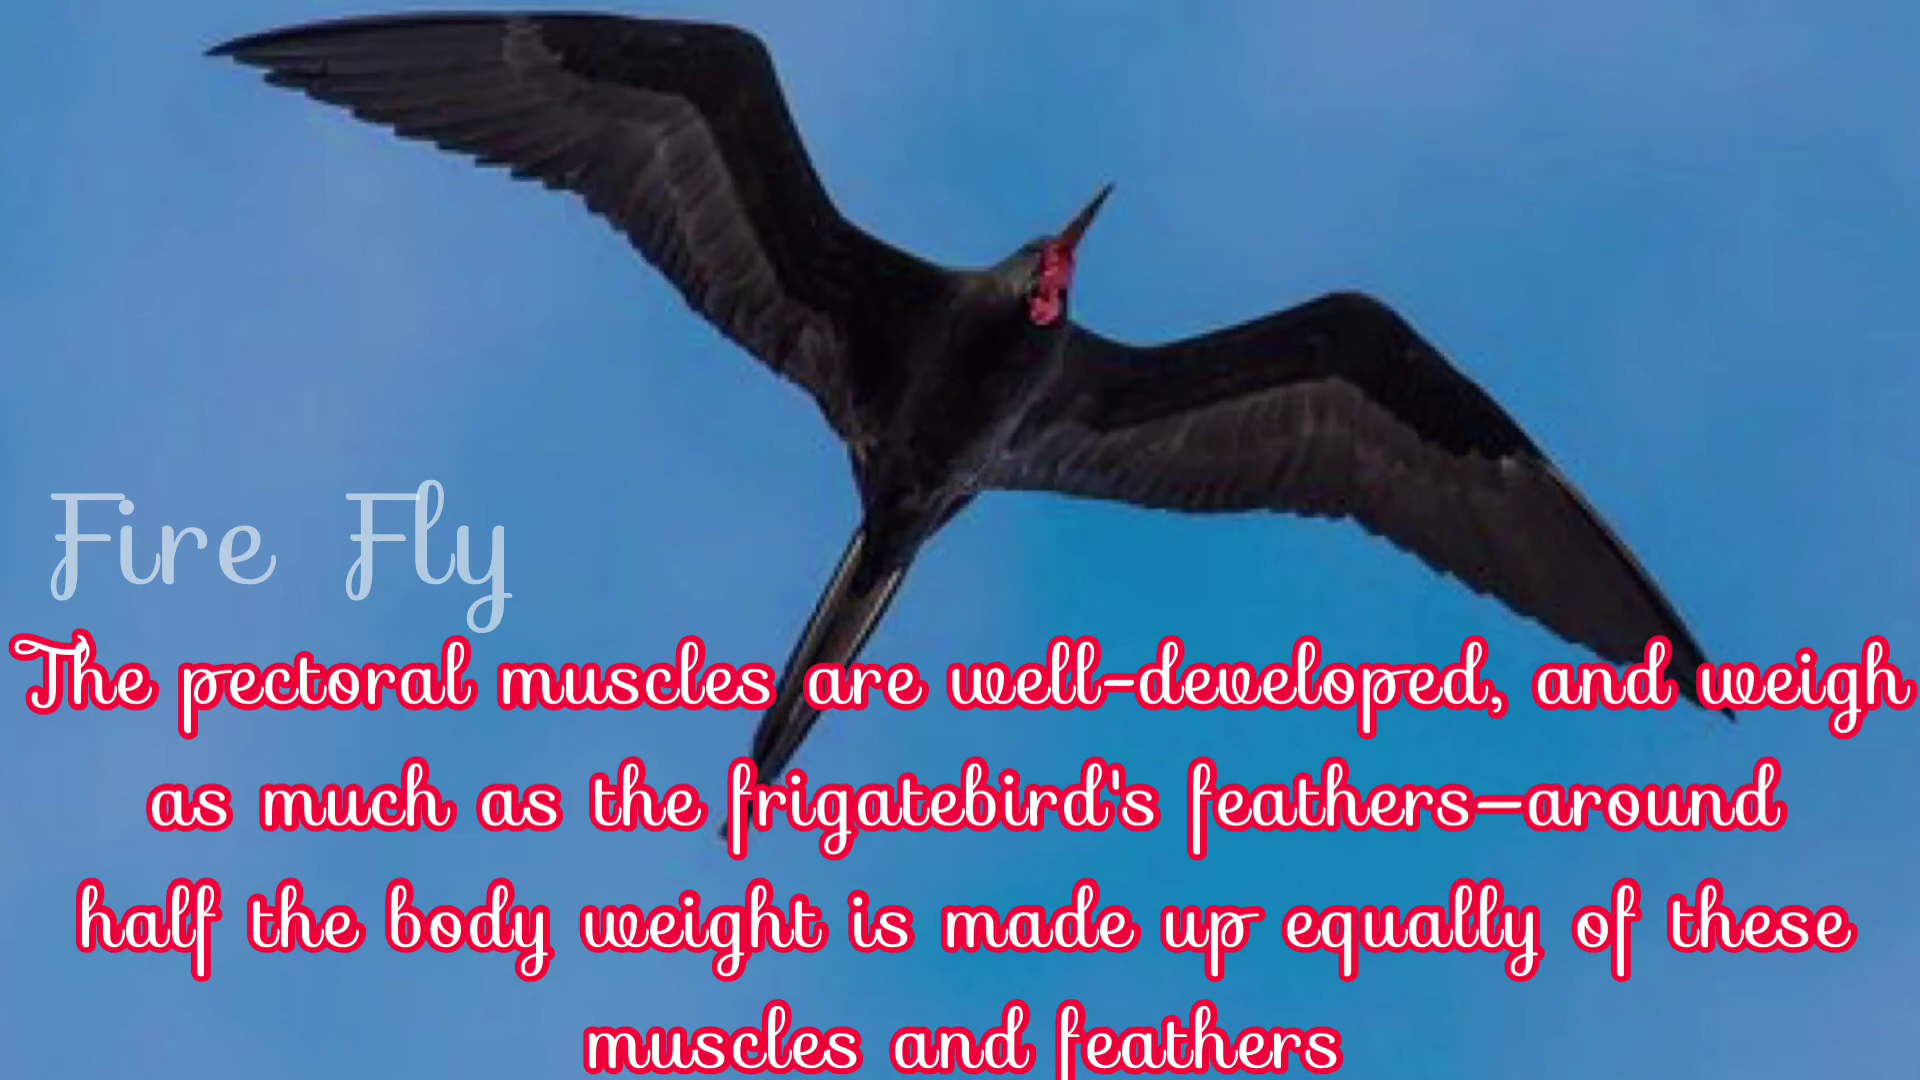 Fire Fly
The pectoral muscles are well-developed, and weigh
as much as the frigatebird's feathers—around
half the body weight is made up equally of these
muscles and feathers